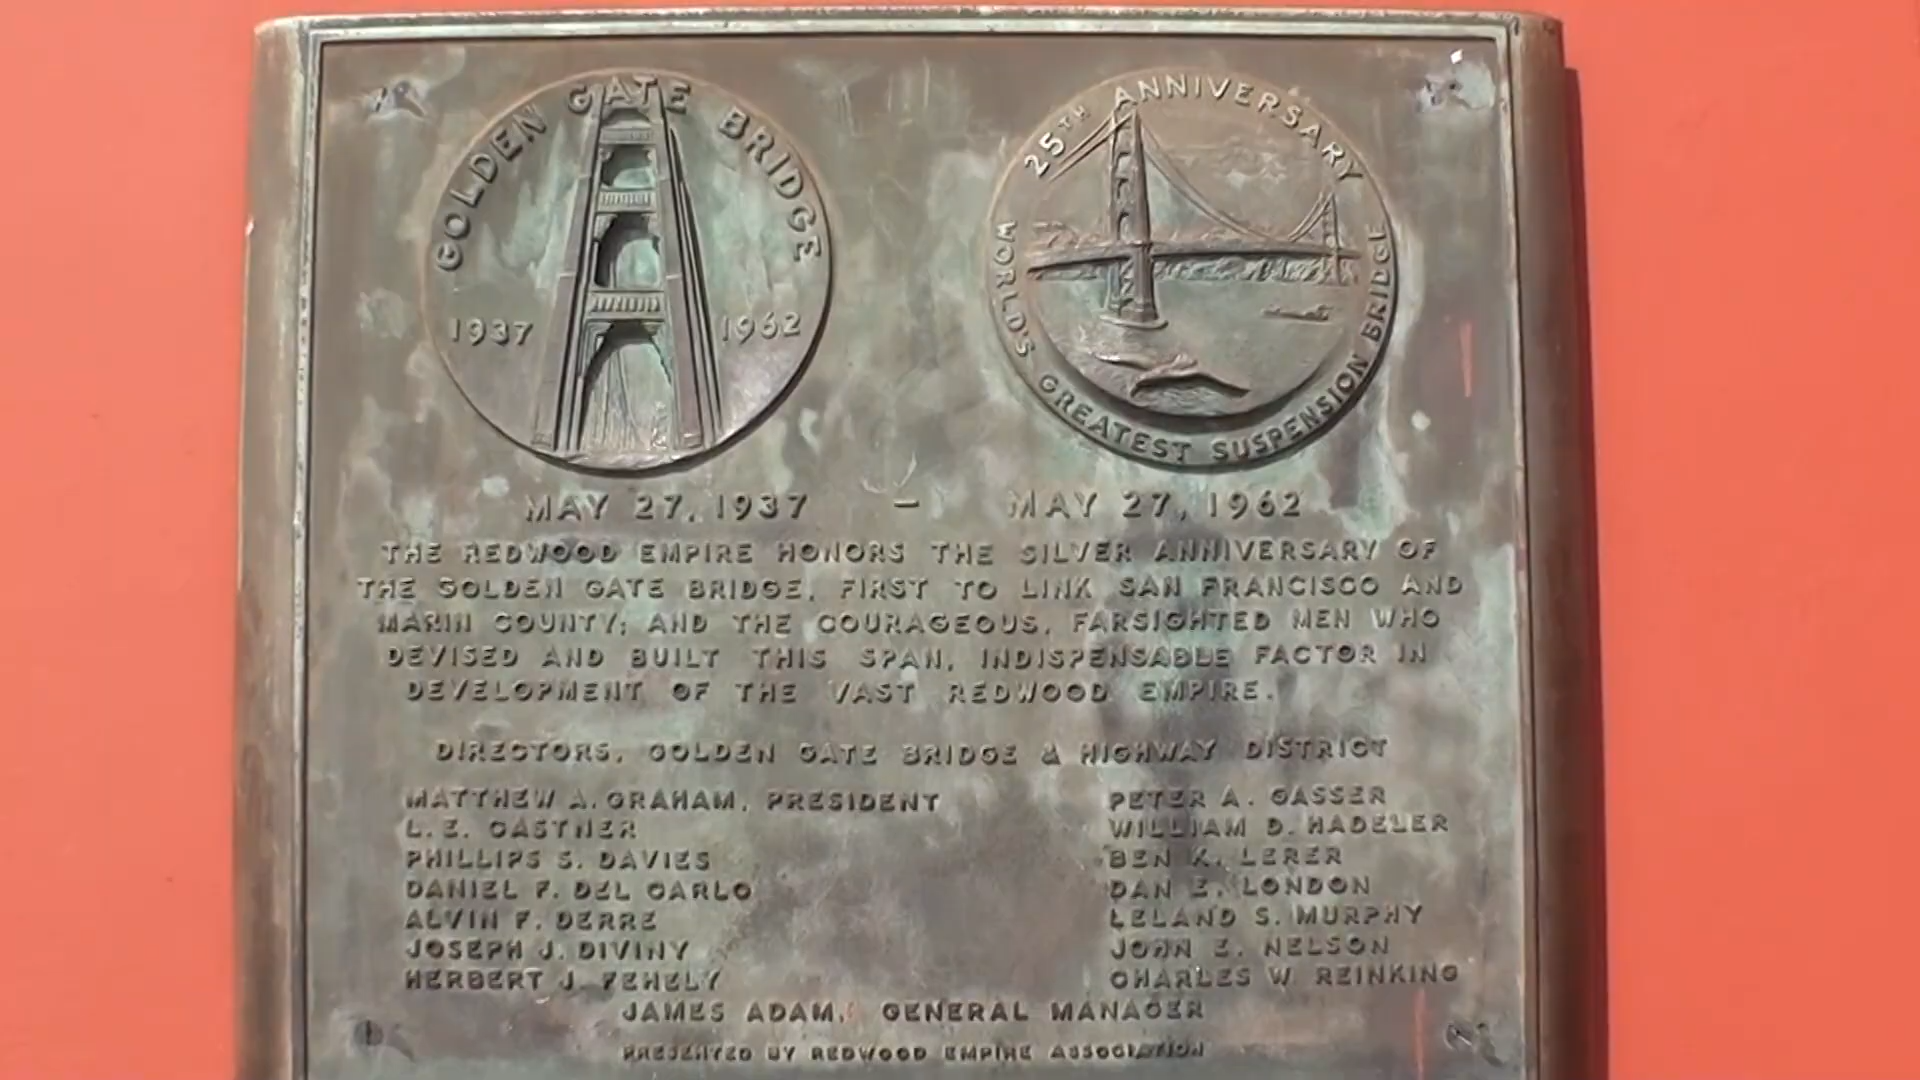 GOLDEN GATE BRIDGE
1937 1962
25TH ANNIVERSARY
WORLD'S GREATEST SUSPENSION BRIDGE
MAY 27, 1937 — MAY 27, 1962
THE REDWOOD EMPIRE HONORS THE SILVER ANNIVERSARY OF
THE GOLDEN GATE BRIDGE, FIRST TO LINK SAN FRANCISCO AND
MARIN COUNTY; AND THE COURAGEOUS, FARSIGHTED MEN WHO
DEVISED AND BUILT THIS SPAN, INDISPENSABLE FACTOR IN
DEVELOPMENT OF THE VAST REDWOOD EMPIRE.
DIRECTORS, GOLDEN GATE BRIDGE & HIGHWAY DISTRICT
MATTHEW A. GRAHAM, PRESIDENT
L. E. CASTNER
PHILLIPS S. DAVIES
DANIEL F. DEL CARLO
ALVIN F. DERRE
JOSEPH J. DIVINY
HERBERT J. FEHELY
PETER A. GASSER
WILLIAM D. HADELER
BEN K. LERER
DAN E. LONDON
LELAND S. MURPHY
JOHN E. NELSON
CHARLES W. REINKING
JAMES ADAM, GENERAL MANAGER
PRESENTED BY REDWOOD EMPIRE ASSOCIATION